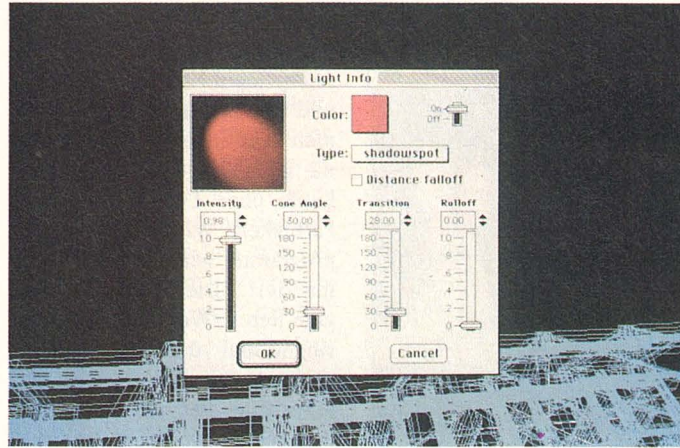 Light Info
Color:
On
Off
Type: shadowspot
Distance falloff
Intensity Cone Angle Transition Rolloff
0.98 30.00 28.00 0.00
1.0 180 180 1.0
.8 150 150 .8
.6 120 120 .6
.4 90 90 .4
.2 60 60 .2
0 30 30 0
0 0
OK Cancel